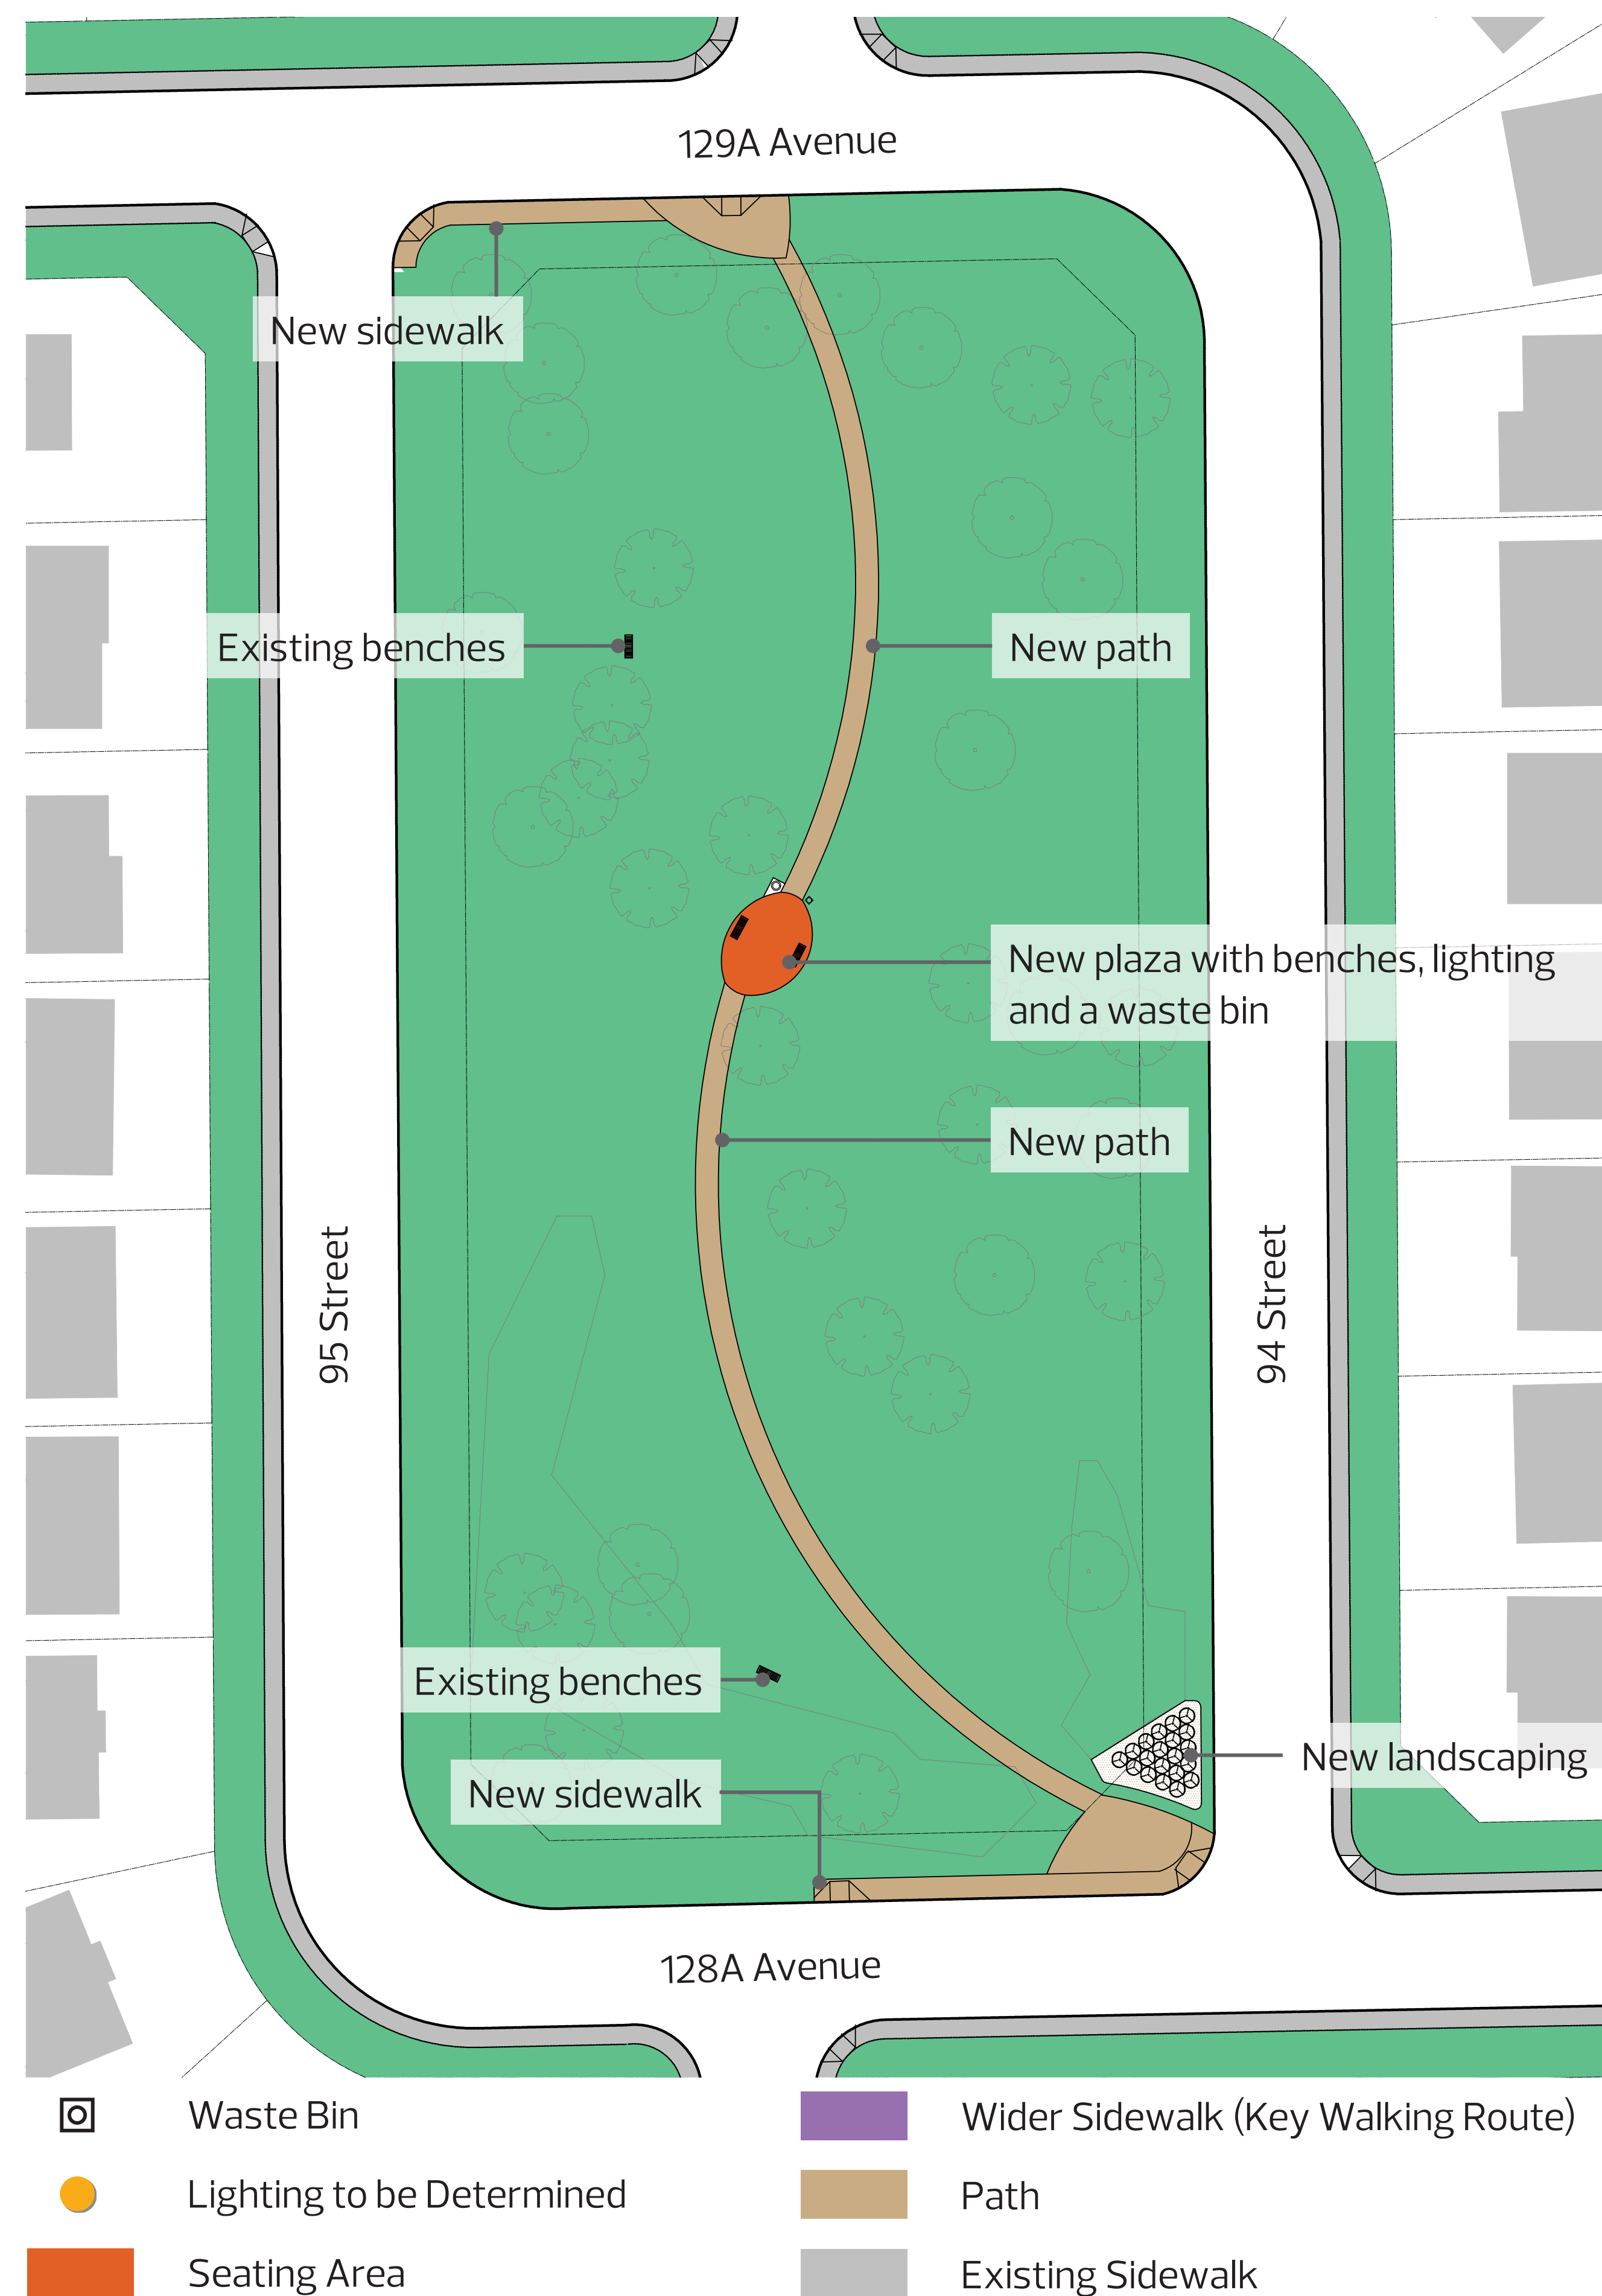 129A Avenue
New sidewalk
Existing benches
New path
New plaza with benches, lighting
and a waste bin
New path
95 Street
94 Street
Existing benches
New landscaping
New sidewalk
128A Avenue
Waste Bin
Wider Sidewalk (Key Walking Route)
Lighting to be Determined
Path
Seating Area
Existing Sidewalk